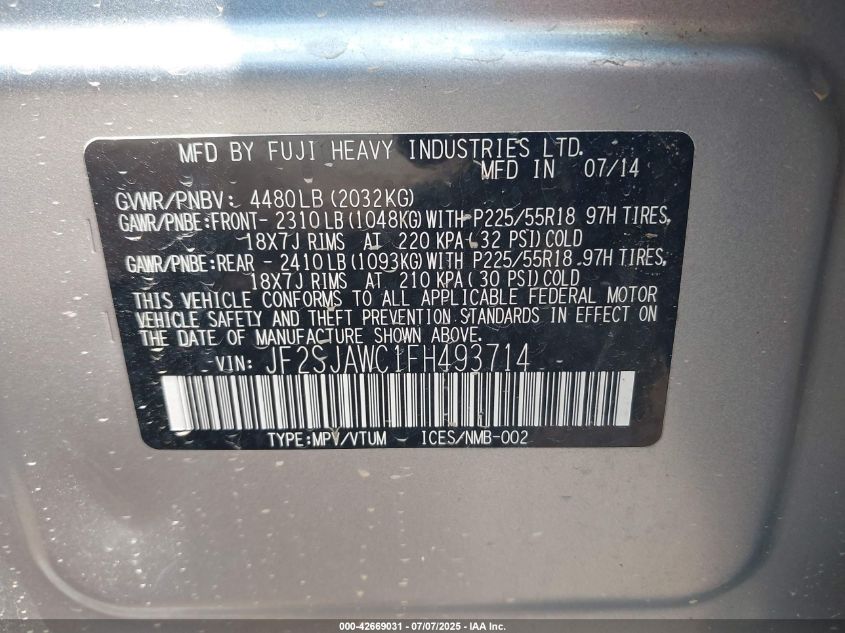 MFD BY FUJI HEAVY INDUSTRIES LTD.
MFD IN 07/14
GVWR/PNBV: 4480LB(2032KG)
GAWR/PNBE:FRONT- 2310LB(1048KG)WITH P225/55R18 97H TIRES,
18X7J RIMS AT 220 KPA(32 PSI)COLD
GAWR/PNBE:REAR - 2410LB(1093KG)WITH P225/55R18 97H TIRES,
18X7J RIMS AT 210 KPA(30 PSI)COLD
THIS VEHICLE CONFORMS TO ALL APPLICABLE FEDERAL MOTOR
VEHICLE SAFETY AND THEFT PREVENTION STANDARDS IN EFFECT ON
THE DATE OF MANUFACTURE SHOWN ABOVE.
VIN: JF2SJAWC1FH493714
TYPE:MPV/VTUM ICES/NMB-002
000-42669031 - 07/07/2025 - IAA Inc.